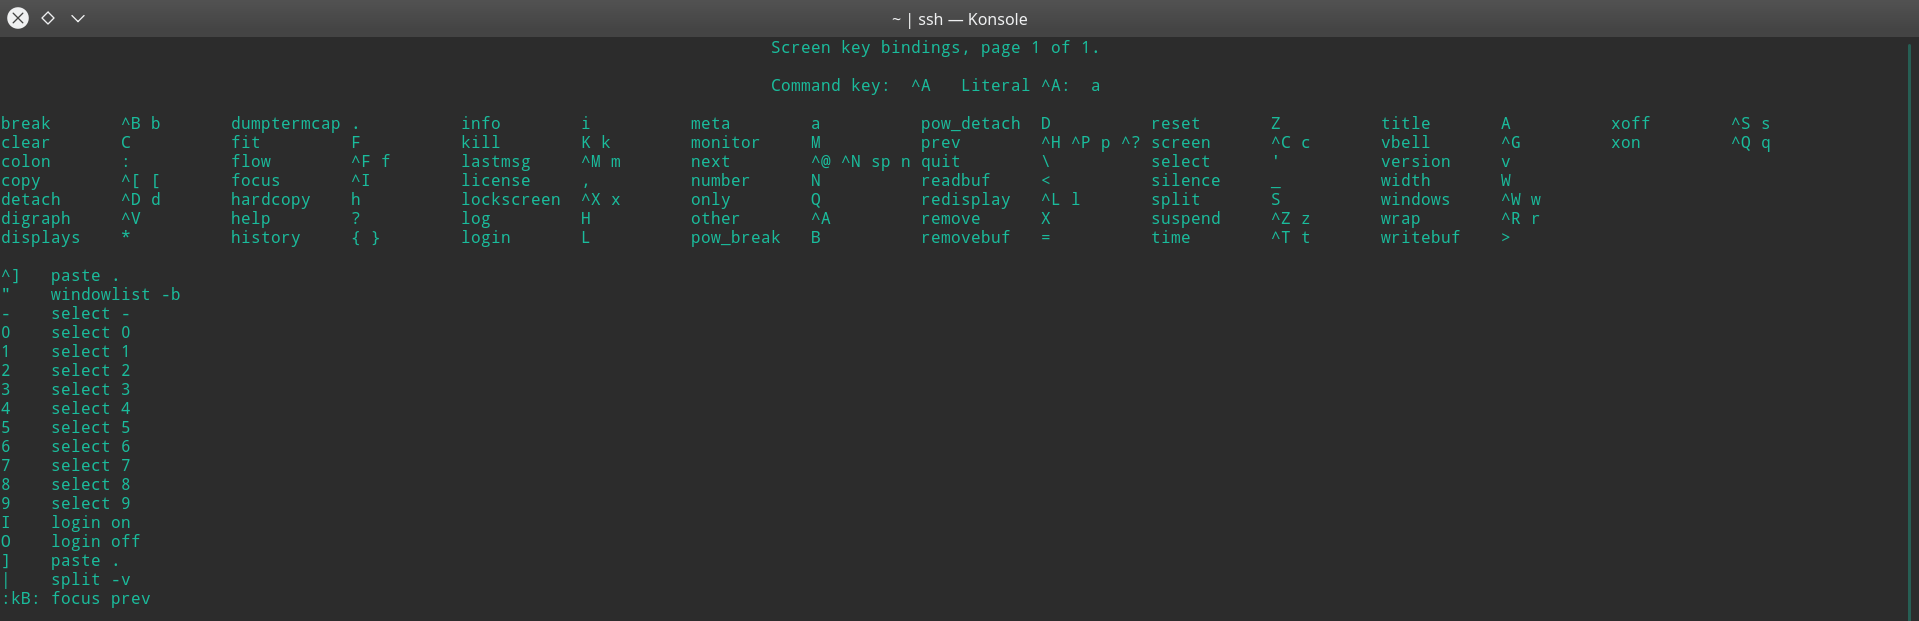 ~ | ssh — Konsole
Screen key bindings, page 1 of 1.
Command key:  ^A   Literal ^A:  a
break       ^B b       dumptermcap .          info        i          meta        a          pow_detach  D          reset       Z          title       A          xoff        ^S s
clear       C          fit         F          kill        K k        monitor     M          prev        ^H ^P p ^? screen      ^C c       vbell       ^G         xon         ^Q q
colon       :          flow        ^F f       lastmsg     ^M m       next        ^@ ^N sp n quit        \          select      '          version     v
copy        ^[ [       focus       ^I         license     ,          number      N          readbuf     <          silence     _          width       W
detach      ^D d       hardcopy    h          lockscreen  ^X x       only        Q          redisplay   ^L l       split       S          windows     ^W w
digraph     ^V         help        ?          log         H          other       ^A         remove      X          suspend     ^Z z       wrap        ^R r
displays    *          history     { }        login       L          pow_break   B          removebuf   =          time        ^T t       writebuf    >
^]   paste .
"    windowlist -b
-    select -
0    select 0
1    select 1
2    select 2
3    select 3
4    select 4
5    select 5
6    select 6
7    select 7
8    select 8
9    select 9
I    login on
O    login off
]    paste .
|    split -v
:kB: focus prev